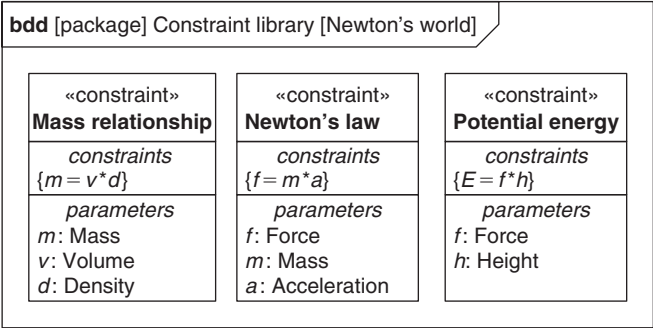 bdd [package] Constraint library [Newton’s world]
«constraint»
Mass relationship
constraints
{m = v*d}
parameters
m: Mass
v: Volume
d: Density
«constraint»
Newton’s law
constraints
{f = m*a}
parameters
f: Force
m: Mass
a: Acceleration
«constraint»
Potential energy
constraints
{E = f*h}
parameters
f: Force
h: Height